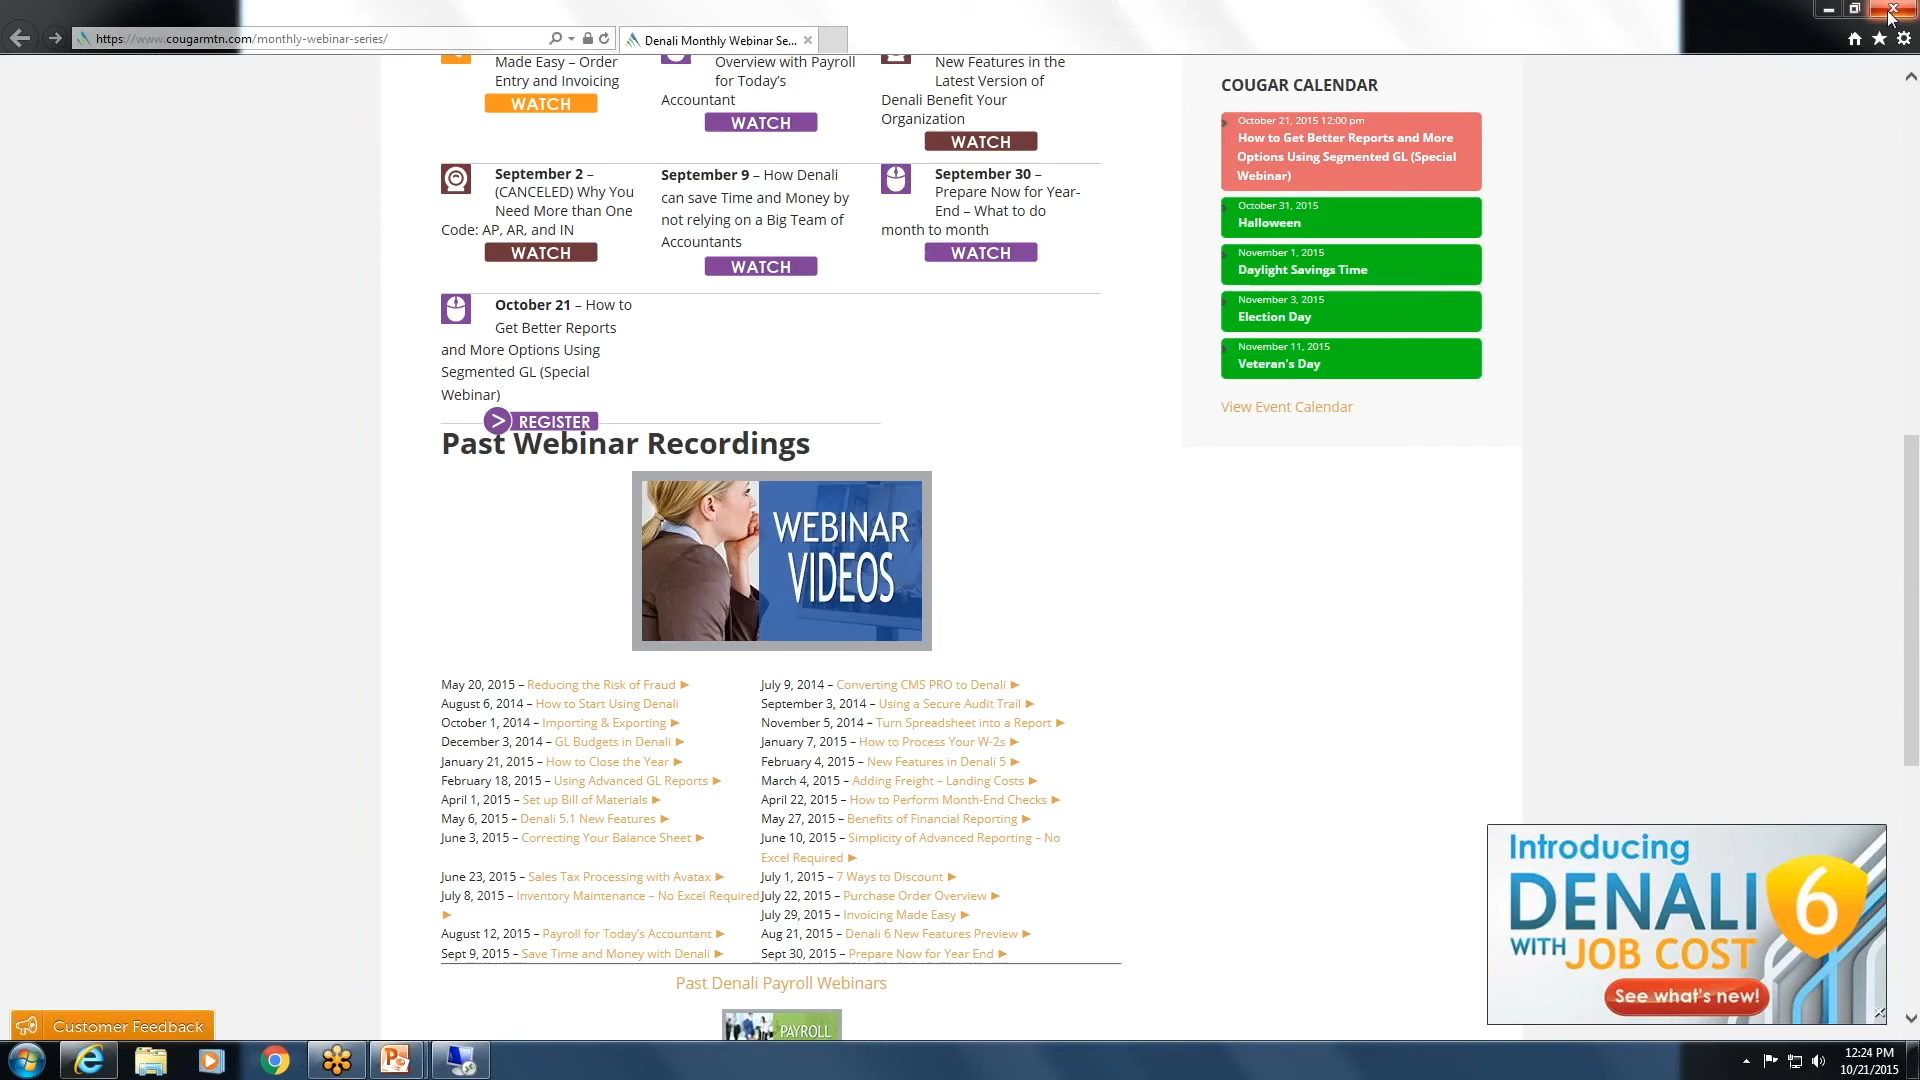 https://www.cougarmtn.com/monthly-webinar-series/
Denali Monthly Webinar Se...
Made Easy – Order
Entry and Invoicing
WATCH
Overview with Payroll
for Today's
Accountant
WATCH
New Features in the
Latest Version of
Denali Benefit Your
Organization
WATCH
September 2 –
(CANCELED) Why You
Need More than One
Code: AP, AR, and IN
WATCH
September 9 – How Denali
can save Time and Money by
not relying on a Big Team of
Accountants
WATCH
September 30 –
Prepare Now for Year-
End – What to do
month to month
WATCH
October 21 – How to
Get Better Reports
and More Options Using
Segmented GL (Special
Webinar)
> REGISTER
COUGAR CALENDAR
October 21, 2015 12:00 pm
How to Get Better Reports and More
Options Using Segmented GL (Special
Webinar)
October 31, 2015
Halloween
November 1, 2015
Daylight Savings Time
November 3, 2015
Election Day
November 11, 2015
Veteran's Day
View Event Calendar
Past Webinar Recordings
WEBINAR
VIDEOS
May 20, 2015 – Reducing the Risk of Fraud ►
August 6, 2014 – How to Start Using Denali
October 1, 2014 – Importing & Exporting ►
December 3, 2014 – GL Budgets in Denali ►
January 21, 2015 – How to Close the Year ►
February 18, 2015 – Using Advanced GL Reports ►
April 1, 2015 – Set up Bill of Materials ►
May 6, 2015 – Denali 5.1 New Features ►
June 3, 2015 – Correcting Your Balance Sheet ►
June 23, 2015 – Sales Tax Processing with Avatax ►
July 8, 2015 – Inventory Maintenance – No Excel Required
►
August 12, 2015 – Payroll for Today's Accountant ►
Sept 9, 2015 – Save Time and Money with Denali ►
July 9, 2014 – Converting CMS PRO to Denali ►
September 3, 2014 – Using a Secure Audit Trail ►
November 5, 2014 – Turn Spreadsheet into a Report ►
January 7, 2015 – How to Process Your W-2s ►
February 4, 2015 – New Features in Denali 5 ►
March 4, 2015 – Adding Freight – Landing Costs ►
April 22, 2015 – How to Perform Month-End Checks ►
May 27, 2015 – Benefits of Financial Reporting ►
June 10, 2015 – Simplicity of Advanced Reporting – No
Excel Required ►
July 1, 2015 – 7 Ways to Discount ►
July 22, 2015 – Purchase Order Overview ►
July 29, 2015 – Invoicing Made Easy ►
Aug 21, 2015 – Denali 6 New Features Preview ►
Sept 30, 2015 – Prepare Now for Year End ►
Past Denali Payroll Webinars
PAYROLL
Introducing
DENALI 6
WITH JOB COST
See what's new!
Customer Feedback
12:24 PM
10/21/2015